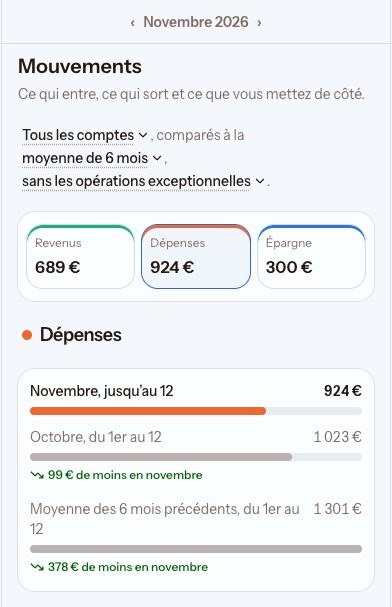 ‹ Novembre 2026 ›
Mouvements
Ce qui entre, ce qui sort et ce que vous mettez de côté.
Tous les comptes , comparés à la
moyenne de 6 mois ,
sans les opérations exceptionnelles .
Revenus
689 €
Dépenses
924 €
Épargne
300 €
Dépenses
Novembre, jusqu’au 12 924 €
Octobre, du 1er au 12 1 023 €
99 € de moins en novembre
Moyenne des 6 mois précédents, du 1er au 1 301 €
12
378 € de moins en novembre